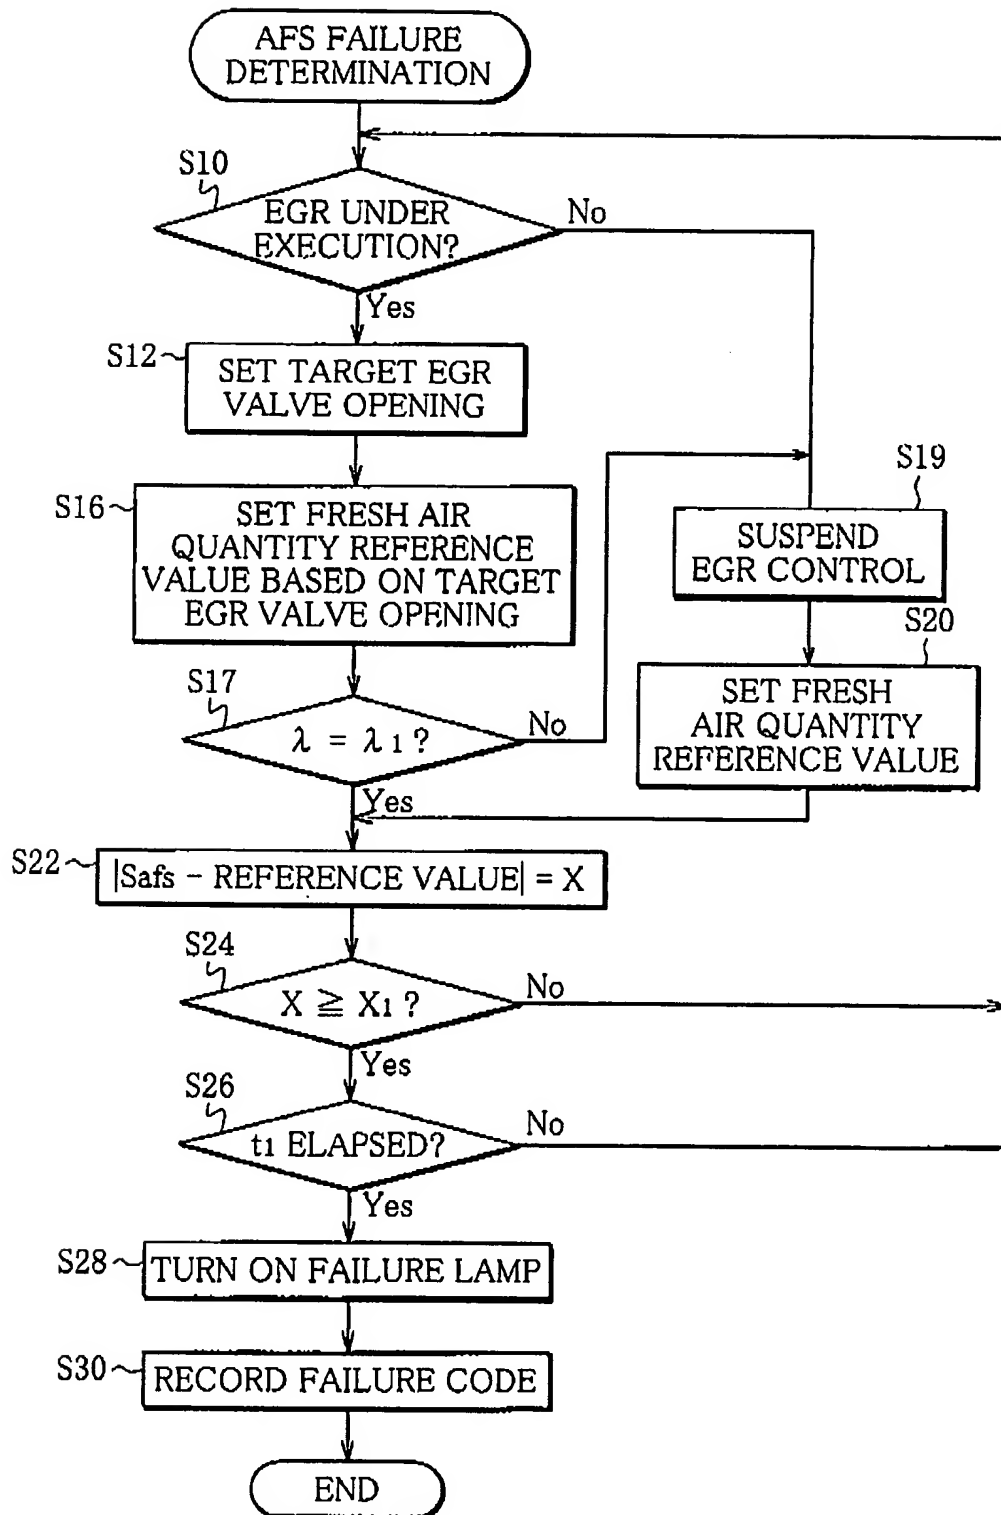 AFS FAILURE
DETERMINATION
S10
EGR UNDER
EXECUTION?
No
Yes
S12
SET TARGET EGR
VALVE OPENING
S16
SET FRESH AIR
QUANTITY REFERENCE
VALUE BASED ON TARGET
EGR VALVE OPENING
S19
SUSPEND
EGR CONTROL
S20
SET FRESH
AIR QUANTITY
REFERENCE VALUE
S17
λ = λ1 ?
No
Yes
S22
|Safs - REFERENCE VALUE| = X
S24
X ≧ X1 ?
No
Yes
S26
t1 ELAPSED?
No
Yes
S28
TURN ON FAILURE LAMP
S30
RECORD FAILURE CODE
END